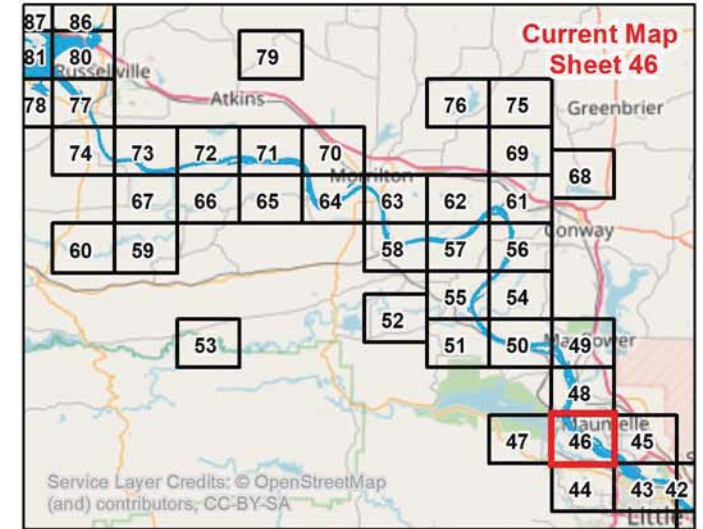 87 86
Current Map
Sheet 46
81 80
79
Russellville
78 77
Atkins
76 75
Greenbrier
74 73 72 71 70
69
68
Morrilton
67 66 65 64 63 62 61
Conway
60 59
58 57 56
55 54
52
53
51 50 49
48
Maumelle
47 46 45
44 43 42
Little
Service Layer Credits: © OpenStreetMap
(and) contributors, CC-BY-SA